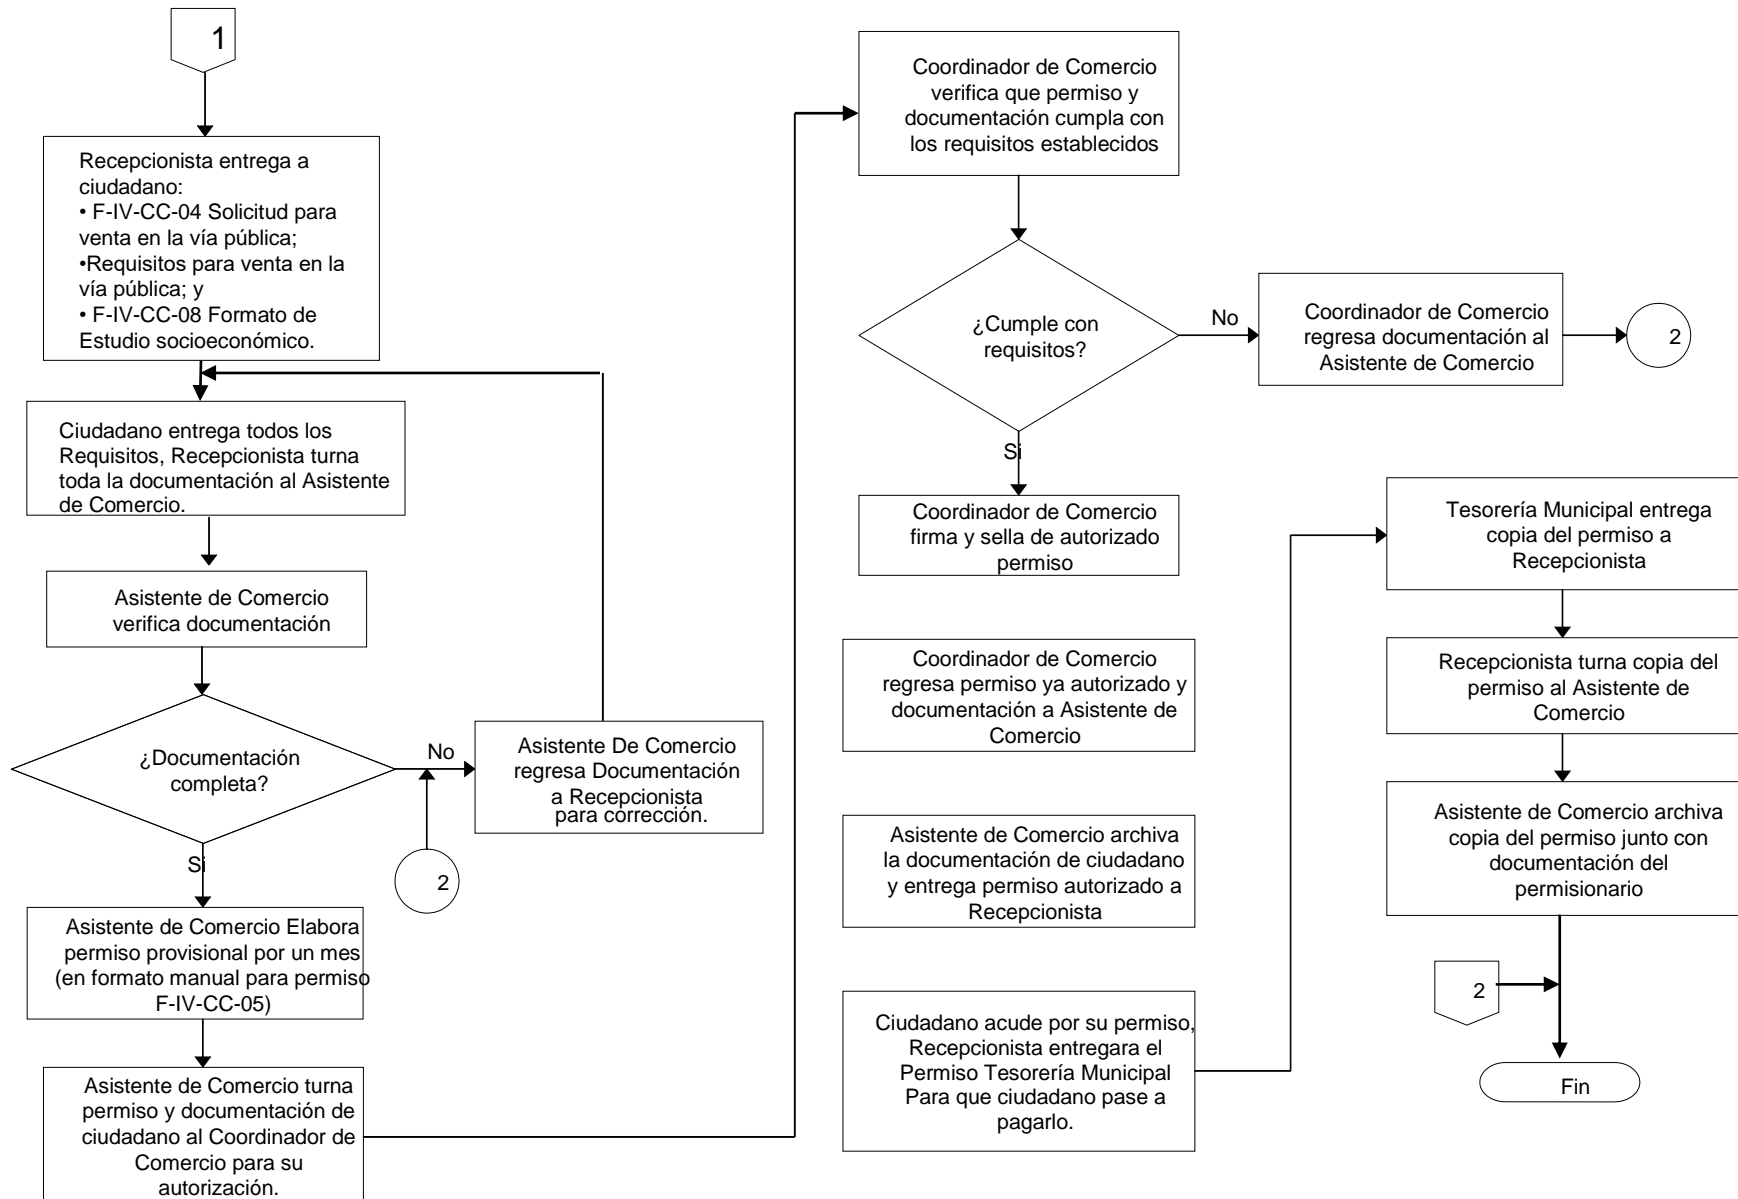 1
Recepcionista entrega a
ciudadano:
• F-IV-CC-04 Solicitud para
venta en la vía pública;
•Requisitos para venta en la
vía pública; y
• F-IV-CC-08 Formato de
Estudio socioeconómico.
Ciudadano entrega todos los
Requisitos, Recepcionista turna
toda la documentación al Asistente
de Comercio.
Asistente de Comercio
verifica documentación
¿Documentación
completa?
No
Asistente De Comercio
regresa Documentación
a Recepcionista
para corrección.
2
Si
Asistente de Comercio Elabora
permiso provisional por un mes
(en formato manual para permiso
F-IV-CC-05)
Asistente de Comercio turna
permiso y documentación de
ciudadano al Coordinador de
Comercio para su
autorización.
Coordinador de Comercio
verifica que permiso y
documentación cumpla con
los requisitos establecidos
¿Cumple con
requisitos?
No
Coordinador de Comercio
regresa documentación al
Asistente de Comercio
2
Si
Coordinador de Comercio
firma y sella de autorizado
permiso
Coordinador de Comercio
regresa permiso ya autorizado y
documentación a Asistente de
Comercio
Asistente de Comercio archiva
la documentación de ciudadano
y entrega permiso autorizado a
Recepcionista
Ciudadano acude por su permiso,
Recepcionista entregara el
Permiso Tesorería Municipal
Para que ciudadano pase a
pagarlo.
Tesorería Municipal entrega
copia del permiso a
Recepcionista
Recepcionista turna copia del
permiso al Asistente de
Comercio
Asistente de Comercio archiva
copia del permiso junto con
documentación del
permisionario
2
Fin